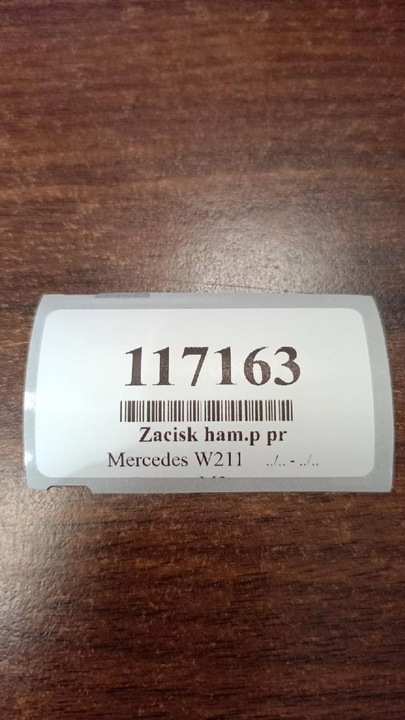 117163
Zacisk ham.p pr
Mercedes W211 ../.. - ../..